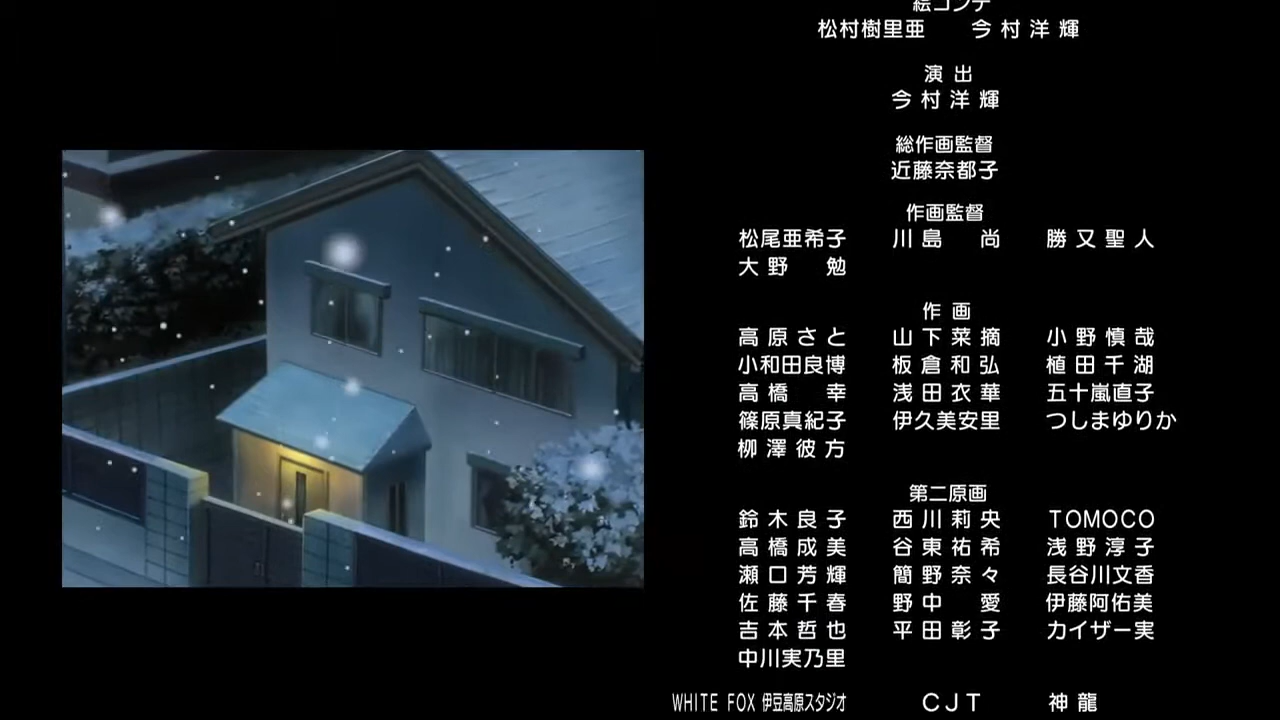 絵コンテ
松村樹里亜 今村洋輝
演出
今村洋輝
総作画監督
近藤奈都子
作画監督
松尾亜希子 川島 尚 勝又聖人
大野 勉
作画
高原さと 山下菜摘 小野慎哉
小和田良博 板倉和弘 植田千湖
高橋 幸 浅田衣華 五十嵐直子
篠原真紀子 伊久美安里 つしまゆりか
栁澤彼方
第二原画
鈴木良子 西川莉央 TOMOCO
高橋成美 谷東祐希 浅野淳子
瀬口芳輝 簡野奈々 長谷川文香
佐藤千春 野中 愛 伊藤阿佑美
吉本哲也 平田彰子 カイザー実
中川実乃里
WHITE FOX 伊豆高原スタジオ CJT 神龍